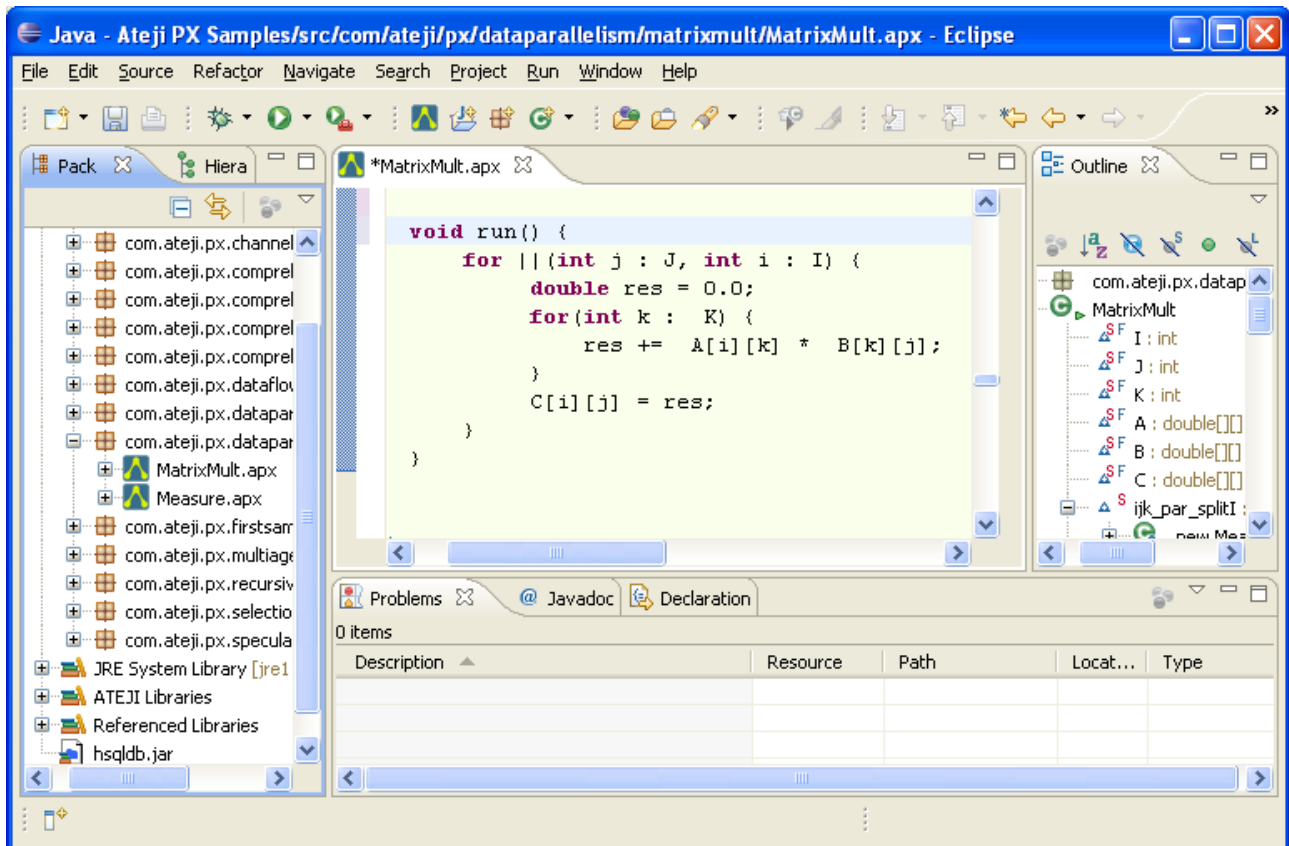 Java - Ateji PX Samples/src/com/ateji/px/dataparallelism/matrixmult/MatrixMult.apx - Eclipse
File Edit Source Refactor Navigate Search Project Run Window Help
Pack Hiera
com.ateji.px.channel
com.ateji.px.comprel
com.ateji.px.comprel
com.ateji.px.comprel
com.ateji.px.comprel
com.ateji.px.dataflow
com.ateji.px.datapar
com.ateji.px.datapar
MatrixMult.apx
Measure.apx
com.ateji.px.firstsam
com.ateji.px.multiage
com.ateji.px.recursiv
com.ateji.px.selectio
com.ateji.px.specula
JRE System Library [jre1
ATEJI Libraries
Referenced Libraries
hsqldb.jar
*MatrixMult.apx
void run() {
for ||(int j : J, int i : I) {
double res = 0.0;
for(int k : K) {
res += A[i][k] * B[k][j];
}
C[i][j] = res;
}
}
Outline
com.ateji.px.datap
MatrixMult
I : int
J : int
K : int
A : double[][]
B : double[][]
C : double[][]
ijk_par_splitI :
new Mea
Problems Javadoc Declaration
0 items
Description Resource Path Locat... Type